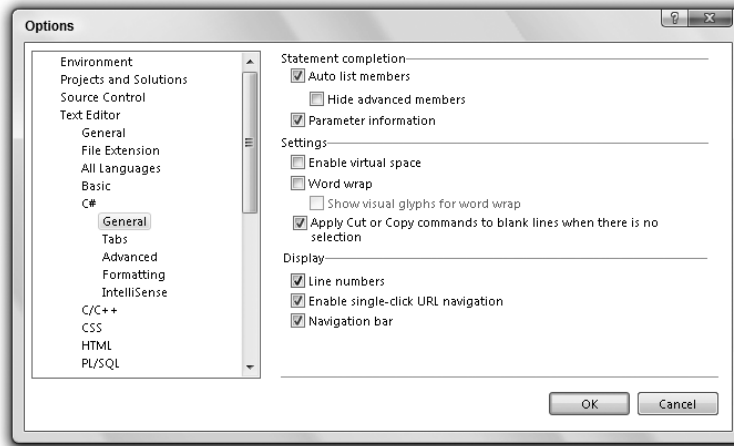 Options
?
X
Environment
Projects and Solutions
Source Control
Text Editor
General
File Extension
All Languages
Basic
C#
General
Tabs
Advanced
Formatting
IntelliSense
C/C++
CSS
HTML
PL/SQL
Statement completion
Auto list members
Hide advanced members
Parameter information
Settings
Enable virtual space
Word wrap
Show visual glyphs for word wrap
Apply Cut or Copy commands to blank lines when there is no
selection
Display
Line numbers
Enable single-click URL navigation
Navigation bar
OK
Cancel